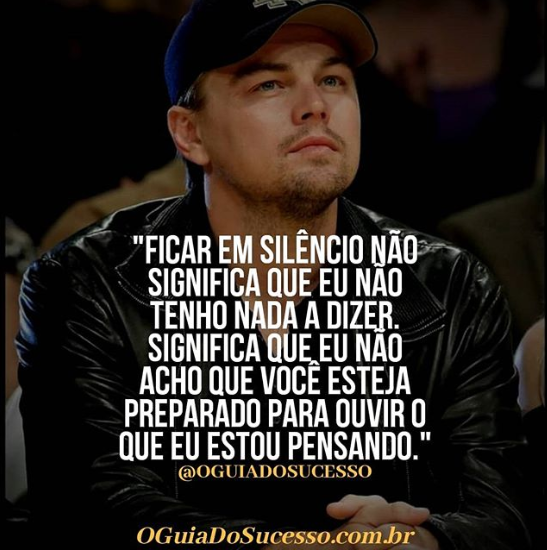 "FICAR EM SILÊNCIO NÃO
SIGNIFICA QUE EU NÃO
TENHO NADA A DIZER.
SIGNIFICA QUE EU NÃO
ACHO QUE VOCÊ ESTEJA
PREPARADO PARA OUVIR O
QUE EU ESTOU PENSANDO."
@OGUIADOSUCESSO
OGuiaDoSucesso.com.br